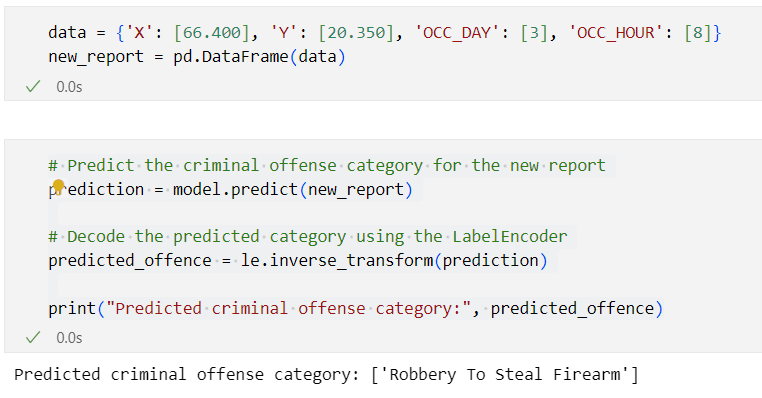 data = {'X': [66.400], 'Y': [20.350], 'OCC_DAY': [3], 'OCC_HOUR': [8]}
new_report = pd.DataFrame(data)
0.0s
# Predict the criminal offense category for the new report
prediction = model.predict(new_report)
# Decode the predicted category using the LabelEncoder
predicted_offence = le.inverse_transform(prediction)
print("Predicted criminal offense category:", predicted_offence)
0.0s
Predicted criminal offense category: ['Robbery To Steal Firearm']